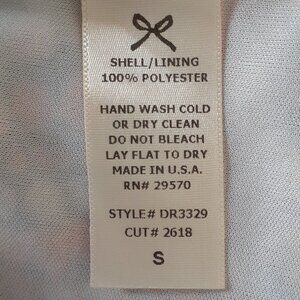 SHELL/LINING
100% POLYESTER
HAND WASH COLD
OR DRY CLEAN
DO NOT BLEACH
LAY FLAT TO DRY
MADE IN U.S.A.
RN# 29570
STYLE# DR3329
CUT# 2618
S